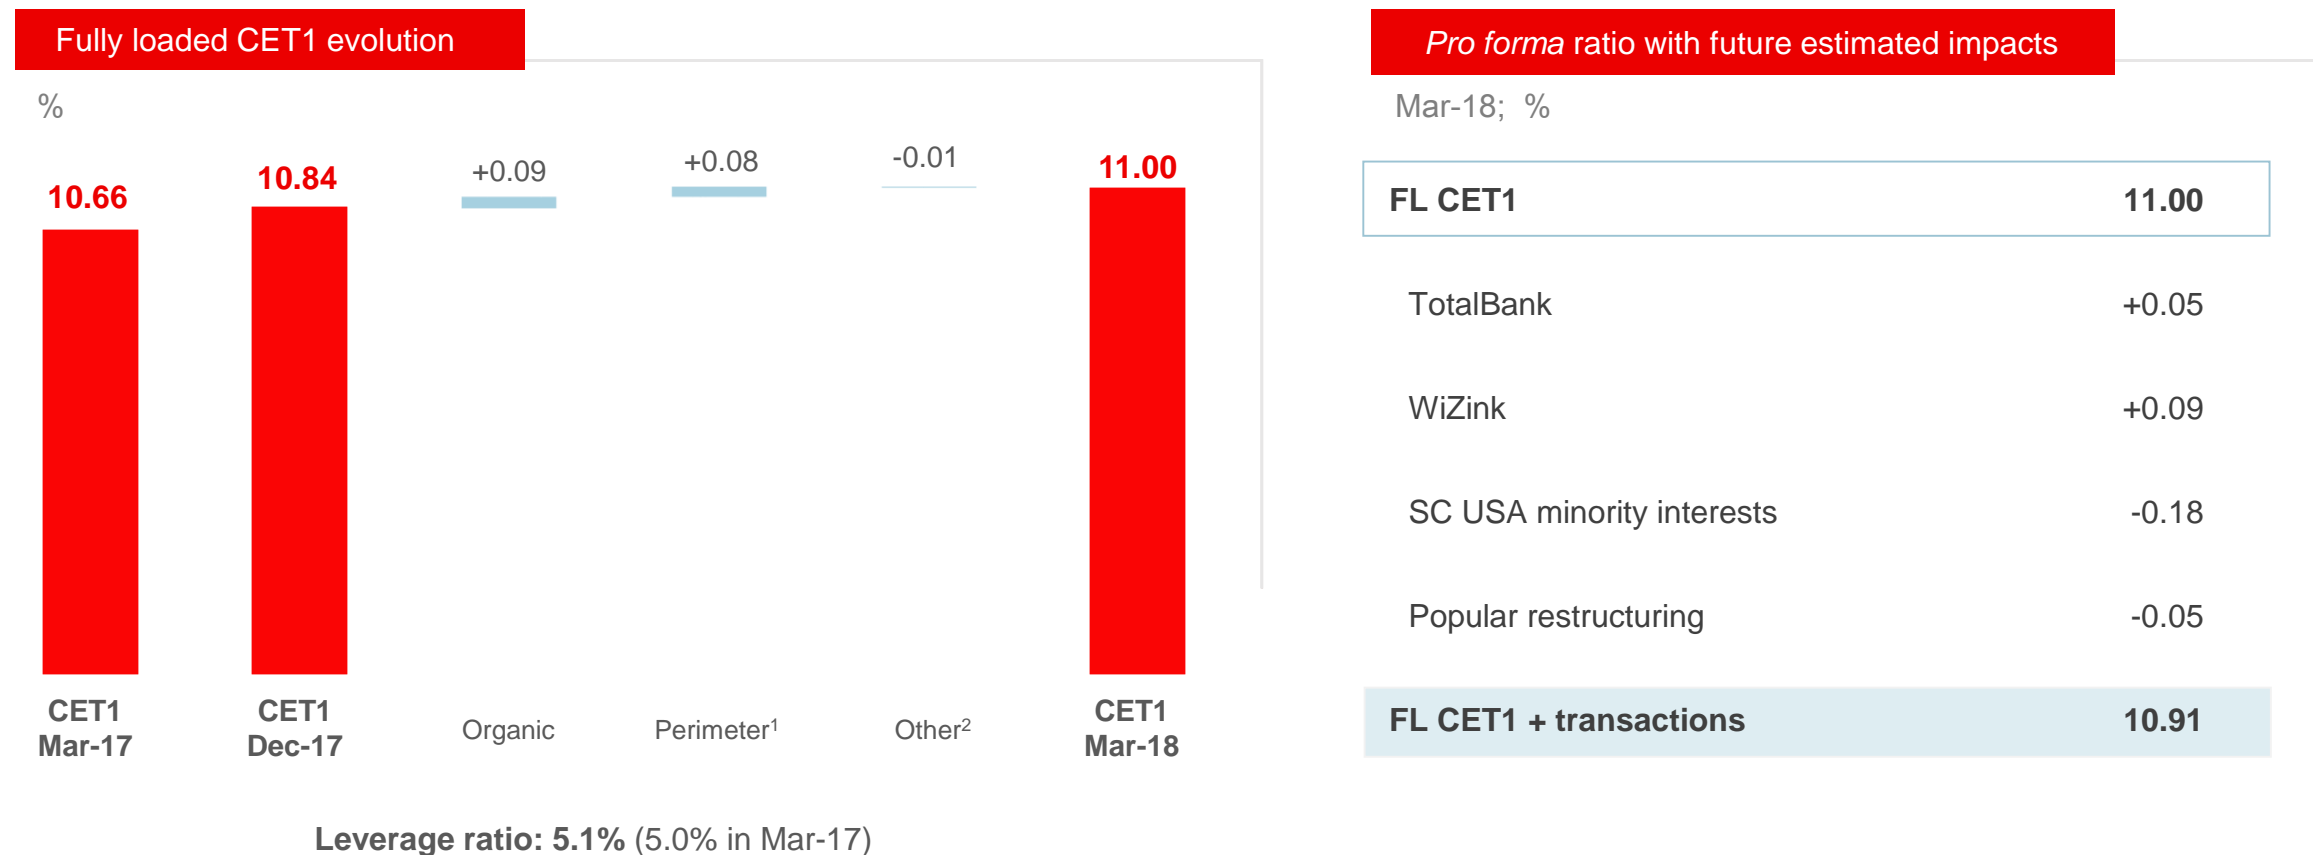 Fully loaded CET1 evolution
%
10.66
10.84
+0.09
+0.08
-0.01
11.00
CET1
Mar-17
CET1
Dec-17
Organic
Perimeter¹
Other²
CET1
Mar-18
Leverage ratio: 5.1% (5.0% in Mar-17)
Pro forma ratio with future estimated impacts
Mar-18; %
FL CET1 11.00
TotalBank +0.05
WiZink +0.09
SC USA minority interests -0.18
Popular restructuring -0.05
FL CET1 + transactions 10.91